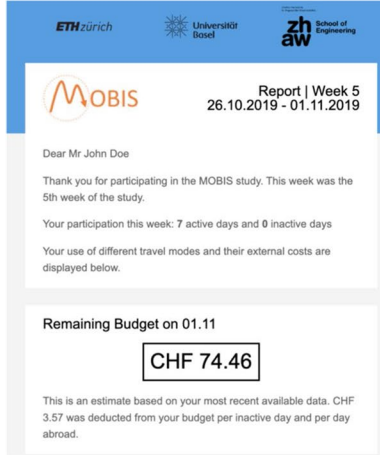 ETH zürich
Universität
Basel
zh
aw
School of
Engineering
MOBIS
Report | Week 5
26.10.2019 - 01.11.2019
Dear Mr John Doe
Thank you for participating in the MOBIS study. This week was the
5th week of the study.
Your participation this week: 7 active days and 0 inactive days
Your use of different travel modes and their external costs are
displayed below.
Remaining Budget on 01.11
CHF 74.46
This is an estimate based on your most recent available data. CHF
3.57 was deducted from your budget per inactive day and per day
abroad.